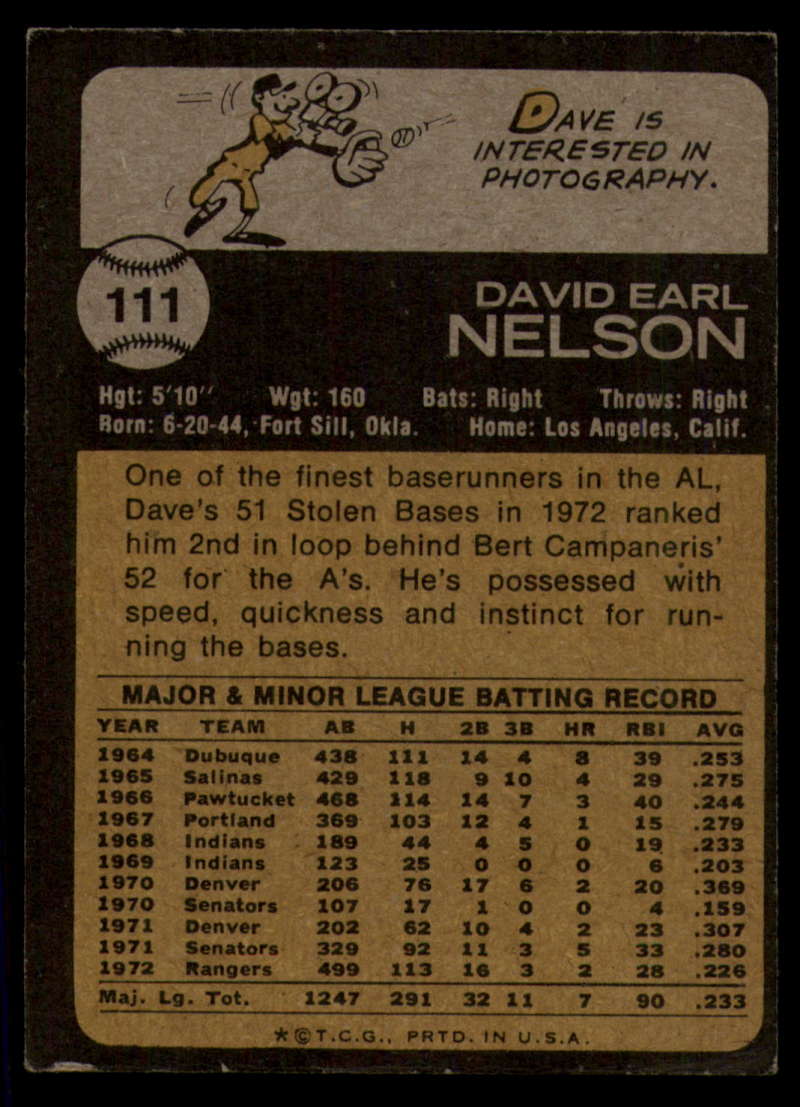 DAVE IS
INTERESTED IN
PHOTOGRAPHY.
111
DAVID EARL
NELSON
Hgt: 5'10" Wgt: 160 Bats: Right Throws: Right
Born: 6-20-44, Fort Sill, Okla. Home: Los Angeles, Calif.
One of the finest baserunners in the AL,
Dave's 51 Stolen Bases in 1972 ranked
him 2nd in loop behind Bert Campaneris'
52 for the A's. He's possessed with
speed, quickness and instinct for run-
ning the bases.
MAJOR & MINOR LEAGUE BATTING RECORD
YEAR TEAM AB H 2B 3B HR RBI AVG
1964 Dubuque 438 111 14 4 8 39 .253
1965 Salinas 429 118 9 10 4 29 .275
1966 Pawtucket 468 114 14 7 3 40 .244
1967 Portland 369 103 12 4 1 15 .279
1968 Indians 189 44 4 5 0 19 .233
1969 Indians 123 25 0 0 0 6 .203
1970 Denver 206 76 17 6 2 20 .369
1970 Senators 107 17 1 0 0 4 .159
1971 Denver 202 62 10 4 2 23 .307
1971 Senators 329 92 11 3 5 33 .280
1972 Rangers 499 113 16 3 2 28 .226
Maj. Lg. Tot. 1247 291 32 11 7 90 .233
*©T.C.G., PRTD. IN U.S.A.